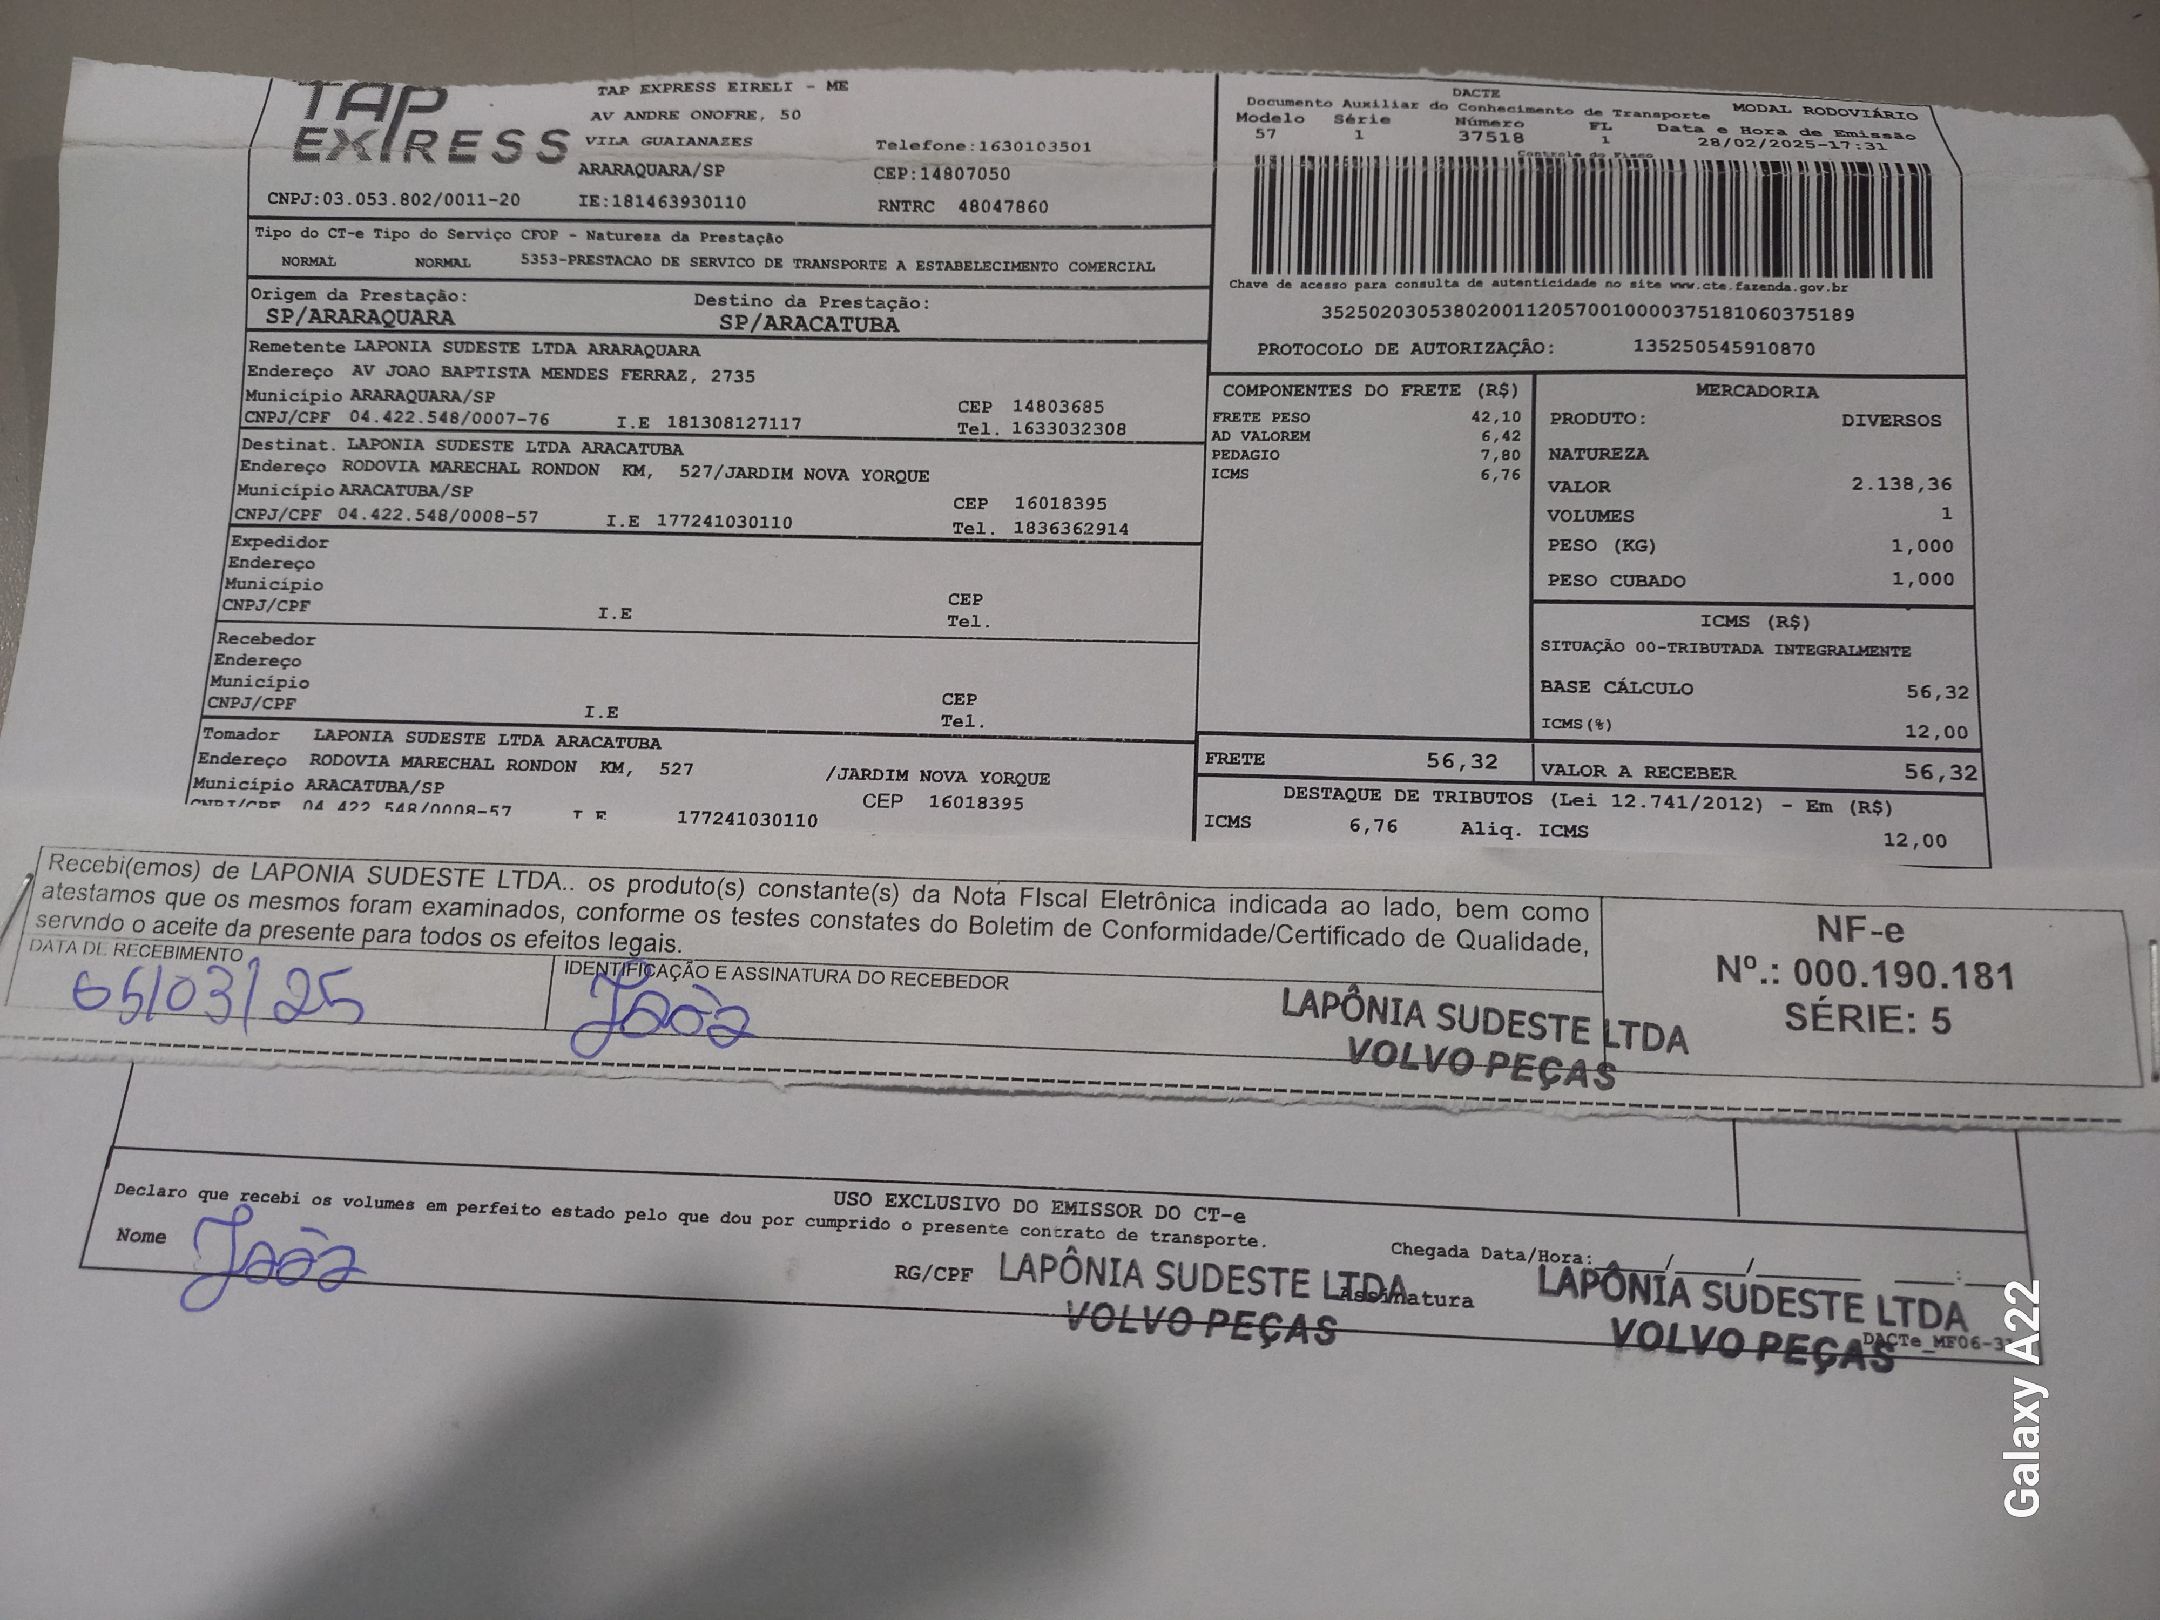 TAP EXPRESS
TAP EXPRESS EIRELI - ME
AV ANDRE ONOFRE, 50
VILA GUAIANAZES
Telefone:1630103501
ARARAQUARA/SP
CEP:14807050
CNPJ:03.053.802/0011-20
IE:181463930110
RNTRC 48047860
DACTE
Documento Auxiliar do Conhecimento de Transporte
MODAL RODOVIÁRIO
Modelo Série Número FL Data e Hora de Emissão
57 1 37518 1 28/02/2025-17:31
Controle do Fisco
Chave de acesso para consulta de autenticidade no site www.cte.fazenda.gov.br
35250203053802001120570010000375181060375189
PROTOCOLO DE AUTORIZAÇÃO: 135250545910870
Tipo do CT-e Tipo do Serviço CFOP - Natureza da Prestação
NORMAL NORMAL 5353-PRESTACAO DE SERVICO DE TRANSPORTE A ESTABELECIMENTO COMERCIAL
Origem da Prestação: Destino da Prestação:
SP/ARARAQUARA SP/ARACATUBA
Remetente LAPONIA SUDESTE LTDA ARARAQUARA
Endereço AV JOAO BAPTISTA MENDES FERRAZ, 2735
Município ARARAQUARA/SP CEP 14803685
CNPJ/CPF 04.422.548/0007-76 I.E 181308127117 Tel. 1633032308
Destinat. LAPONIA SUDESTE LTDA ARACATUBA
Endereço RODOVIA MARECHAL RONDON KM, 527/JARDIM NOVA YORQUE
Município ARACATUBA/SP CEP 16018395
CNPJ/CPF 04.422.548/0008-57 I.E 177241030110 Tel. 1836362914
Expedidor
Endereço
Município CEP
CNPJ/CPF I.E Tel.
Recebedor
Endereço
Município CEP
CNPJ/CPF I.E Tel.
Tomador LAPONIA SUDESTE LTDA ARACATUBA
Endereço RODOVIA MARECHAL RONDON KM, 527 /JARDIM NOVA YORQUE
Município ARACATUBA/SP CEP 16018395
CNPJ/CPF 04.422.548/0008-57 I.E 177241030110
COMPONENTES DO FRETE (R$)
FRETE PESO 42,10
AD VALOREM 6,42
PEDAGIO 7,80
ICMS 6,76
MERCADORIA
PRODUTO: DIVERSOS
NATUREZA
VALOR 2.138,36
VOLUMES 1
PESO (KG) 1,000
PESO CUBADO 1,000
ICMS (R$)
SITUAÇÃO 00-TRIBUTADA INTEGRALMENTE
BASE CÁLCULO 56,32
ICMS(%) 12,00
FRETE 56,32 VALOR A RECEBER 56,32
DESTAQUE DE TRIBUTOS (Lei 12.741/2012) - Em (R$)
ICMS 6,76 Aliq. ICMS 12,00
Recebi(emos) de LAPONIA SUDESTE LTDA.. os produto(s) constante(s) da Nota FIscal Eletrônica indicada ao lado, bem como
atestamos que os mesmos foram examinados, conforme os testes constates do Boletim de Conformidade/Certificado de Qualidade,
servndo o aceite da presente para todos os efeitos legais.
DATA DE RECEBIMENTO IDENTIFICAÇÃO E ASSINATURA DO RECEBEDOR
05/03/25
LAPÔNIA SUDESTE LTDA
VOLVO PEÇAS
NF-e
Nº.: 000.190.181
SÉRIE: 5
USO EXCLUSIVO DO EMISSOR DO CT-e
Declaro que recebi os volumes em perfeito estado pelo que dou por cumprido o presente contrato de transporte.
Chegada Data/Hora: / / :
Nome
RG/CPF
LAPÔNIA SUDESTE LTDA
VOLVO PEÇAS
Assinatura
LAPÔNIA SUDESTE LTDA
VOLVO PEÇAS
Galaxy A22